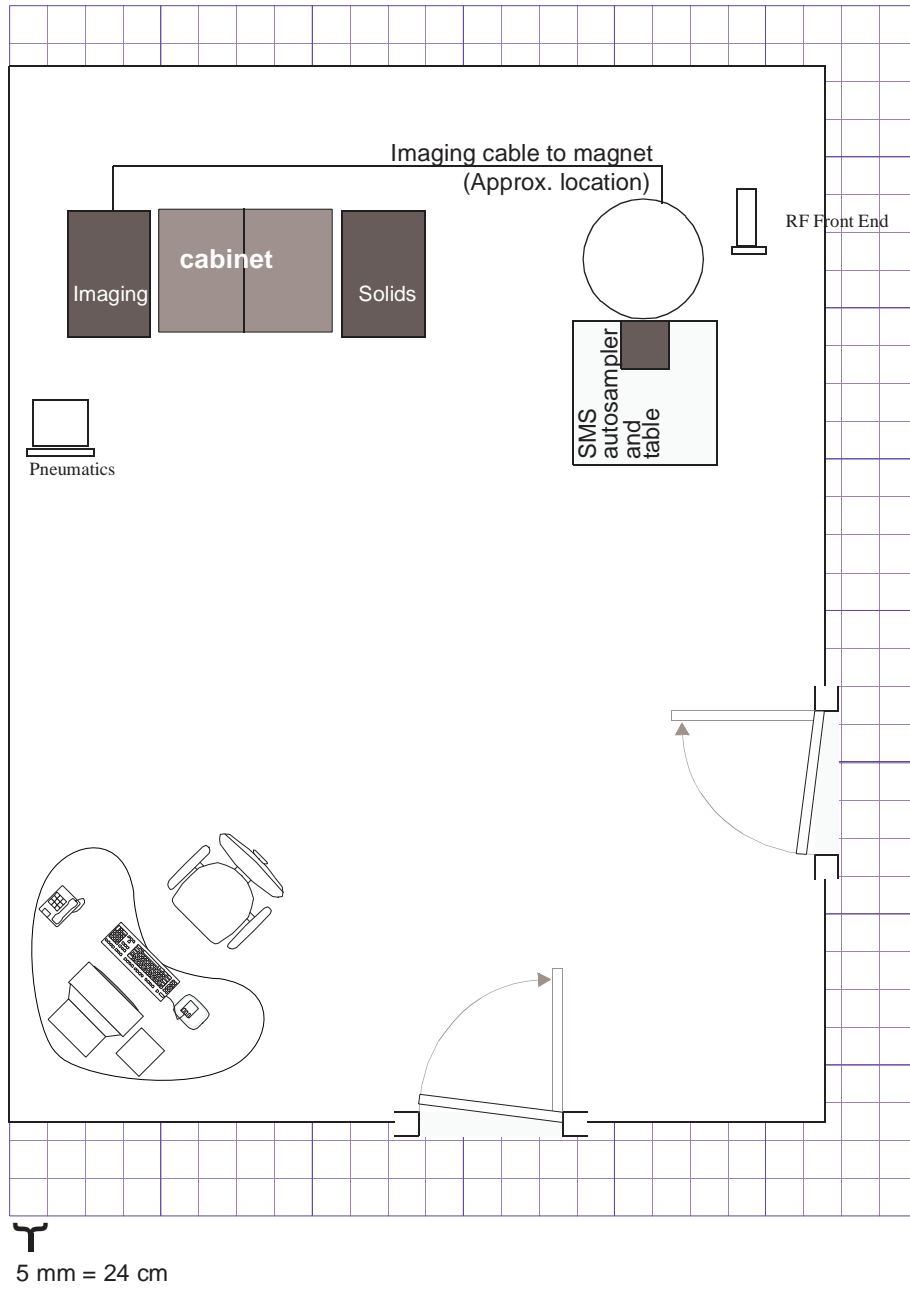 Imaging cable to magnet
(Approx. location)
RF Front End
cabinet
Imaging
Solids
SMS
autosampler
and
table
Pneumatics
5 mm = 24 cm